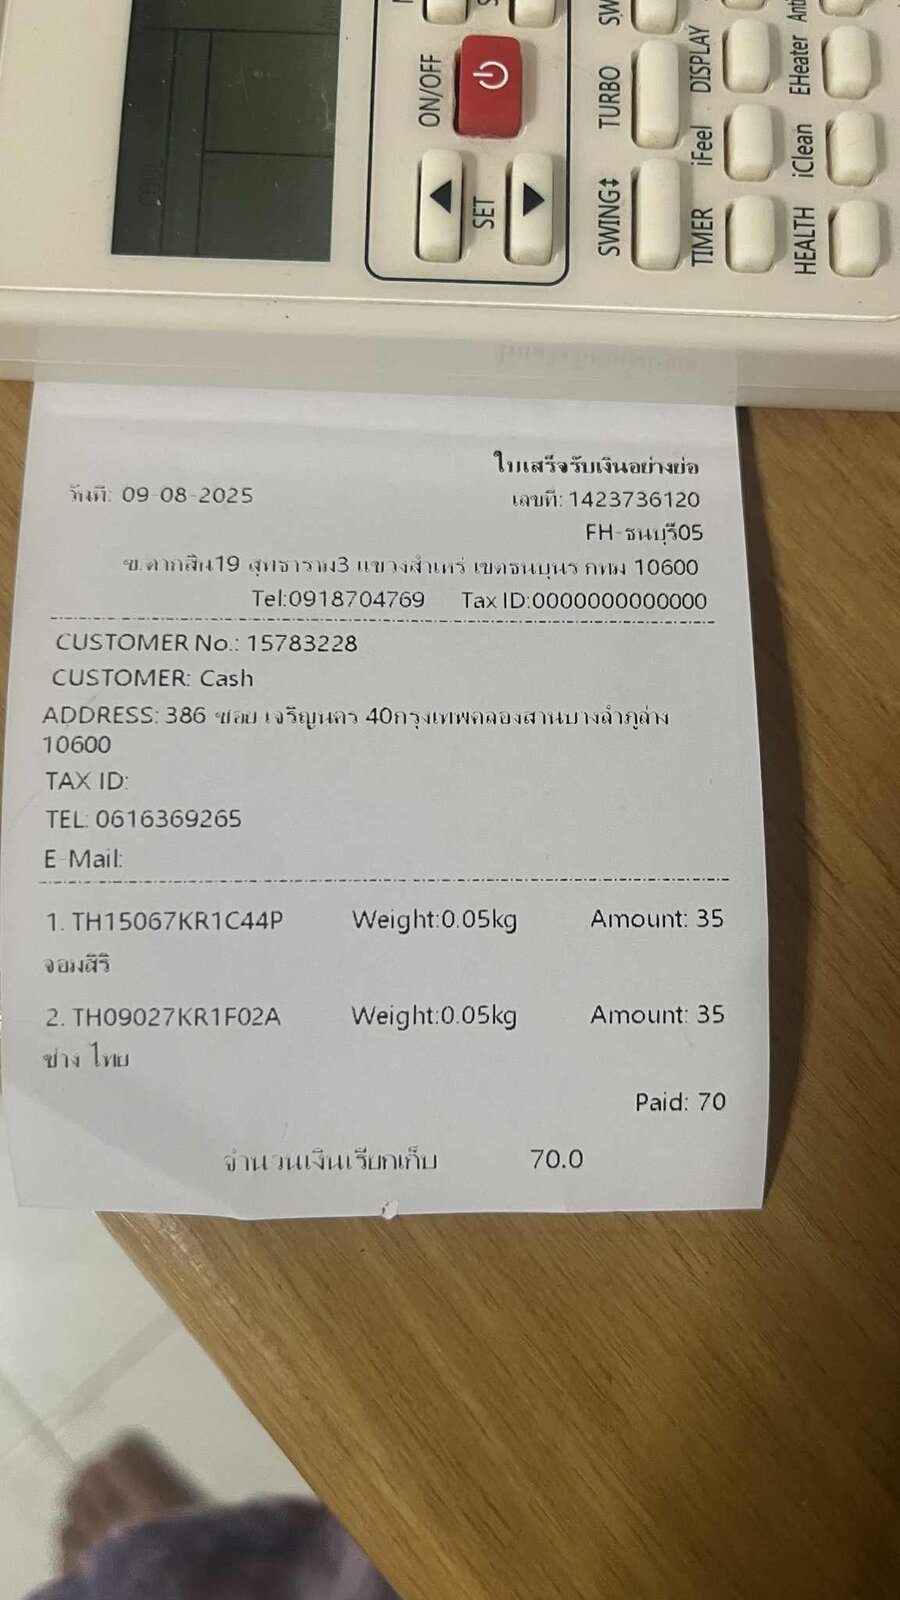 ON/OFF
SET
TURBO
SWING
DISPLAY
iFeel
TIMER
EHeater
iClean
HEALTH
ใบเสร็จรับเงินอย่างย่อ
วันที่: 09-08-2025 เลขที่: 1423736120
FH-ธนบุรี05
ซ.ตากสิน19 สุทธาราม3 แขวงสำเหร่ เขตธนบุรี กทม 10600
Tel:0918704769 Tax ID:0000000000000
CUSTOMER No.: 15783228
CUSTOMER: Cash
ADDRESS: 386 ซอย เจริญนคร 40กรุงเทพคลองสานบางลำภูล่าง
10600
TAX ID:
TEL: 0616369265
E-Mail:
1. TH15067KR1C44P Weight:0.05kg Amount: 35
จอมสิริ
2. TH09027KR1F02A Weight:0.05kg Amount: 35
ช่าง ไทย
Paid: 70
จำนวนเงินเรียกเก็บ 70.0